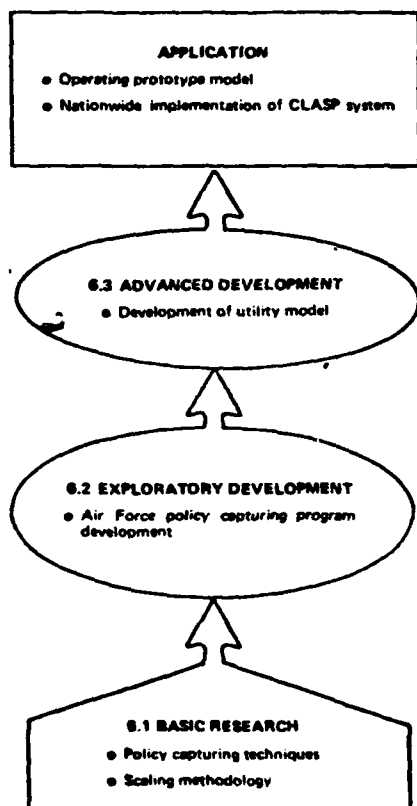 APPLICATION
• Operating prototype model
• Nationwide implementation of CLASP system
6.3 ADVANCED DEVELOPMENT
• Development of utility model
6.2 EXPLORATORY DEVELOPMENT
• Air Force policy capturing program
development
6.1 BASIC RESEARCH
• Policy capturing techniques
• Scaling methodology